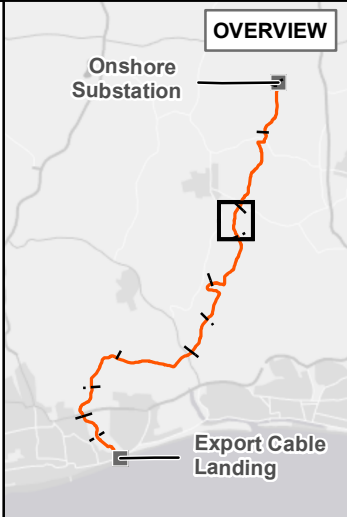 OVERVIEW
Onshore
Substation
Export Cable
Landing